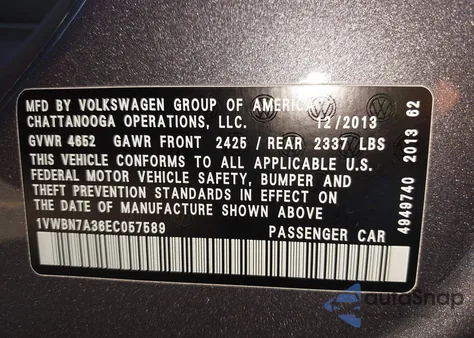 MFD BY VOLKSWAGEN GROUP OF AMERICA
CHATTANOOGA OPERATIONS, LLC. 12/2013
GVWR 4652 GAWR FRONT 2425 / REAR 2337 LBS
THIS VEHICLE CONFORMS TO ALL APPLICABLE U.S.
FEDERAL MOTOR VEHICLE SAFETY, BUMPER AND
THEFT PREVENTION STANDARDS IN EFFECT ON
THE DATE OF MANUFACTURE SHOWN ABOVE
1VWBN7A36EC057589 PASSENGER CAR
4949740 2013 62
autoSnap